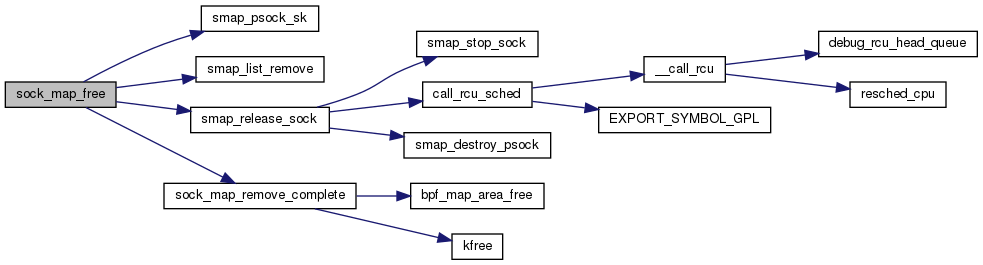 sock_map_free
smap_psock_sk
smap_list_remove
smap_release_sock
smap_stop_sock
call_rcu_sched
__call_rcu
debug_rcu_head_queue
resched_cpu
EXPORT_SYMBOL_GPL
smap_destroy_psock
sock_map_remove_complete
bpf_map_area_free
kfree